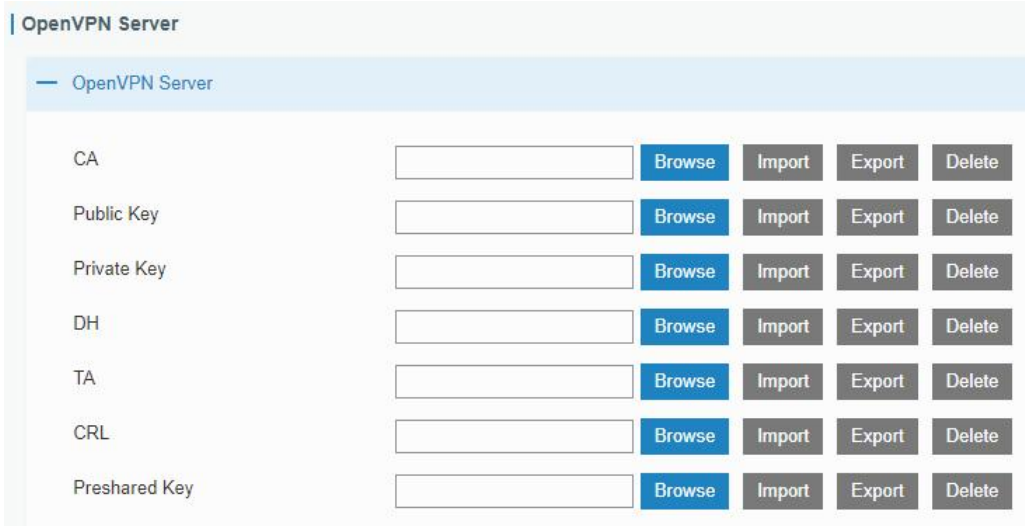 OpenVPN Server
OpenVPN Server
CA Browse Import Export Delete
Public Key Browse Import Export Delete
Private Key Browse Import Export Delete
DH Browse Import Export Delete
TA Browse Import Export Delete
CRL Browse Import Export Delete
Preshared Key Browse Import Export Delete